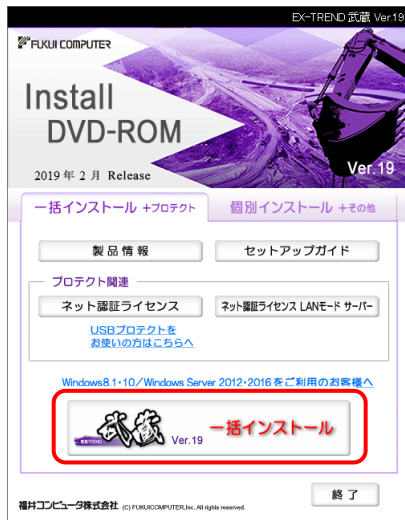 EX-TREND 武蔵 Ver.19
FUKUI COMPUTER
Install
DVD-ROM
2019 年 2 月 Release
Ver.19
一括インストール +プロテクト
個別インストール +その他
製品情報
セットアップガイド
プロテクト関連
ネット認証ライセンス
ネット認証ライセンス LANモード サーバー
USBプロテクトを
お使いの方はこちらへ
Windows8.1・10/Windows Server 2012・2016をご利用のお客様へ
EXTREND 武蔵 Ver.19 一括インストール
終了
福井コンピュータ株式会社 (C) FUKUICOMPUTER,Inc. All rights reserved.